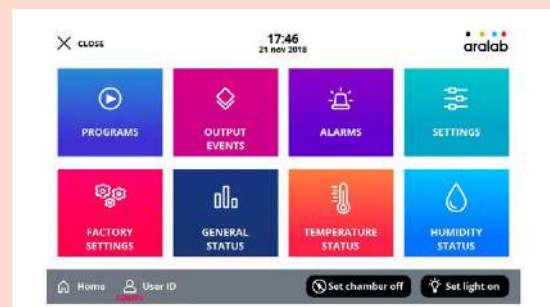 CLOSE
17:46
21 nov 2018
aralab
PROGRAMS
OUTPUT
EVENTS
ALARMS
SETTINGS
FACTORY
SETTINGS
GENERAL
STATUS
TEMPERATURE
STATUS
HUMIDITY
STATUS
Home
User ID
Set chamber off
Set light on